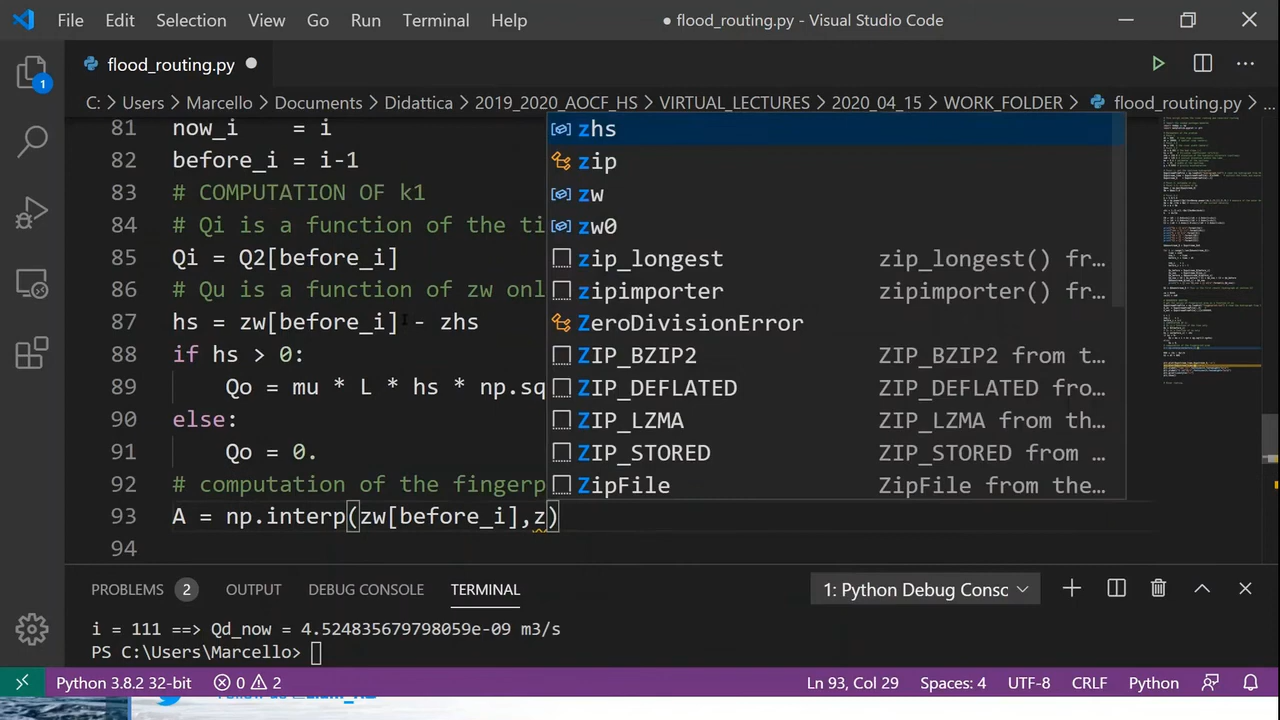 File Edit Selection View Go Run Terminal Help
● flood_routing.py - Visual Studio Code
flood_routing.py ●
1
C: > Users > Marcello > Documents > Didattica > 2019_2020_AOCF_HS > VIRTUAL_LECTURES > 2020_04_15 > WORK_FOLDER > flood_routing.py > ...
81 now_i = i
82 before_i = i-1
83 # COMPUTATION OF k1
84 # Qi is a function of the ti
85 Qi = Q2[before_i]
86 # Qu is a function of zw onl
87 hs = zw[before_i] - zhs
88 if hs > 0:
89 Qo = mu * L * hs * np.sq
90 else:
91 Qo = 0.
92 # computation of the fingerp
93 A = np.interp(zw[before_i],z)
94
zhs
zip
zw
zw0
zip_longest zip_longest() fr…
zipimporter zipimporter() fr…
ZeroDivisionError
ZIP_BZIP2 ZIP_BZIP2 from t…
ZIP_DEFLATED ZIP_DEFLATED fro…
ZIP_LZMA ZIP_LZMA from th…
ZIP_STORED ZIP_STORED from …
ZipFile ZipFile from the…
PROBLEMS 2 OUTPUT DEBUG CONSOLE TERMINAL
1: Python Debug Consc
i = 111 ==> Qd_now = 4.524835679798059e-09 m3/s
PS C:\Users\Marcello>
Python 3.8.2 32-bit 0 2 Ln 93, Col 29 Spaces: 4 UTF-8 CRLF Python